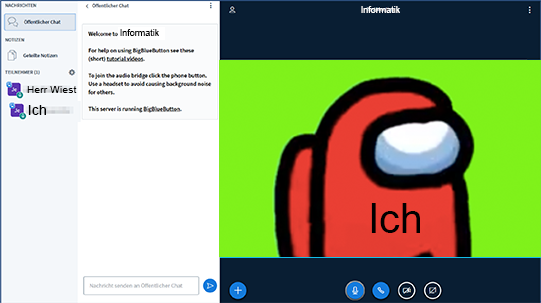 NACHRICHTEN
Öffentlicher Chat
NOTIZEN
Geteilte Notizen
TEILNEHMER (1)
Herr Wiest
Ich
Öffentlicher Chat
Welcome to Informatik
For help on using BigBlueButton see these
(short) tutorial videos.
To join the audio bridge click the phone button.
Use a headset to avoid causing background noise
for others.
This server is running BigBlueButton.
Nachricht senden an Öffentlicher Chat
Informatik
Ich